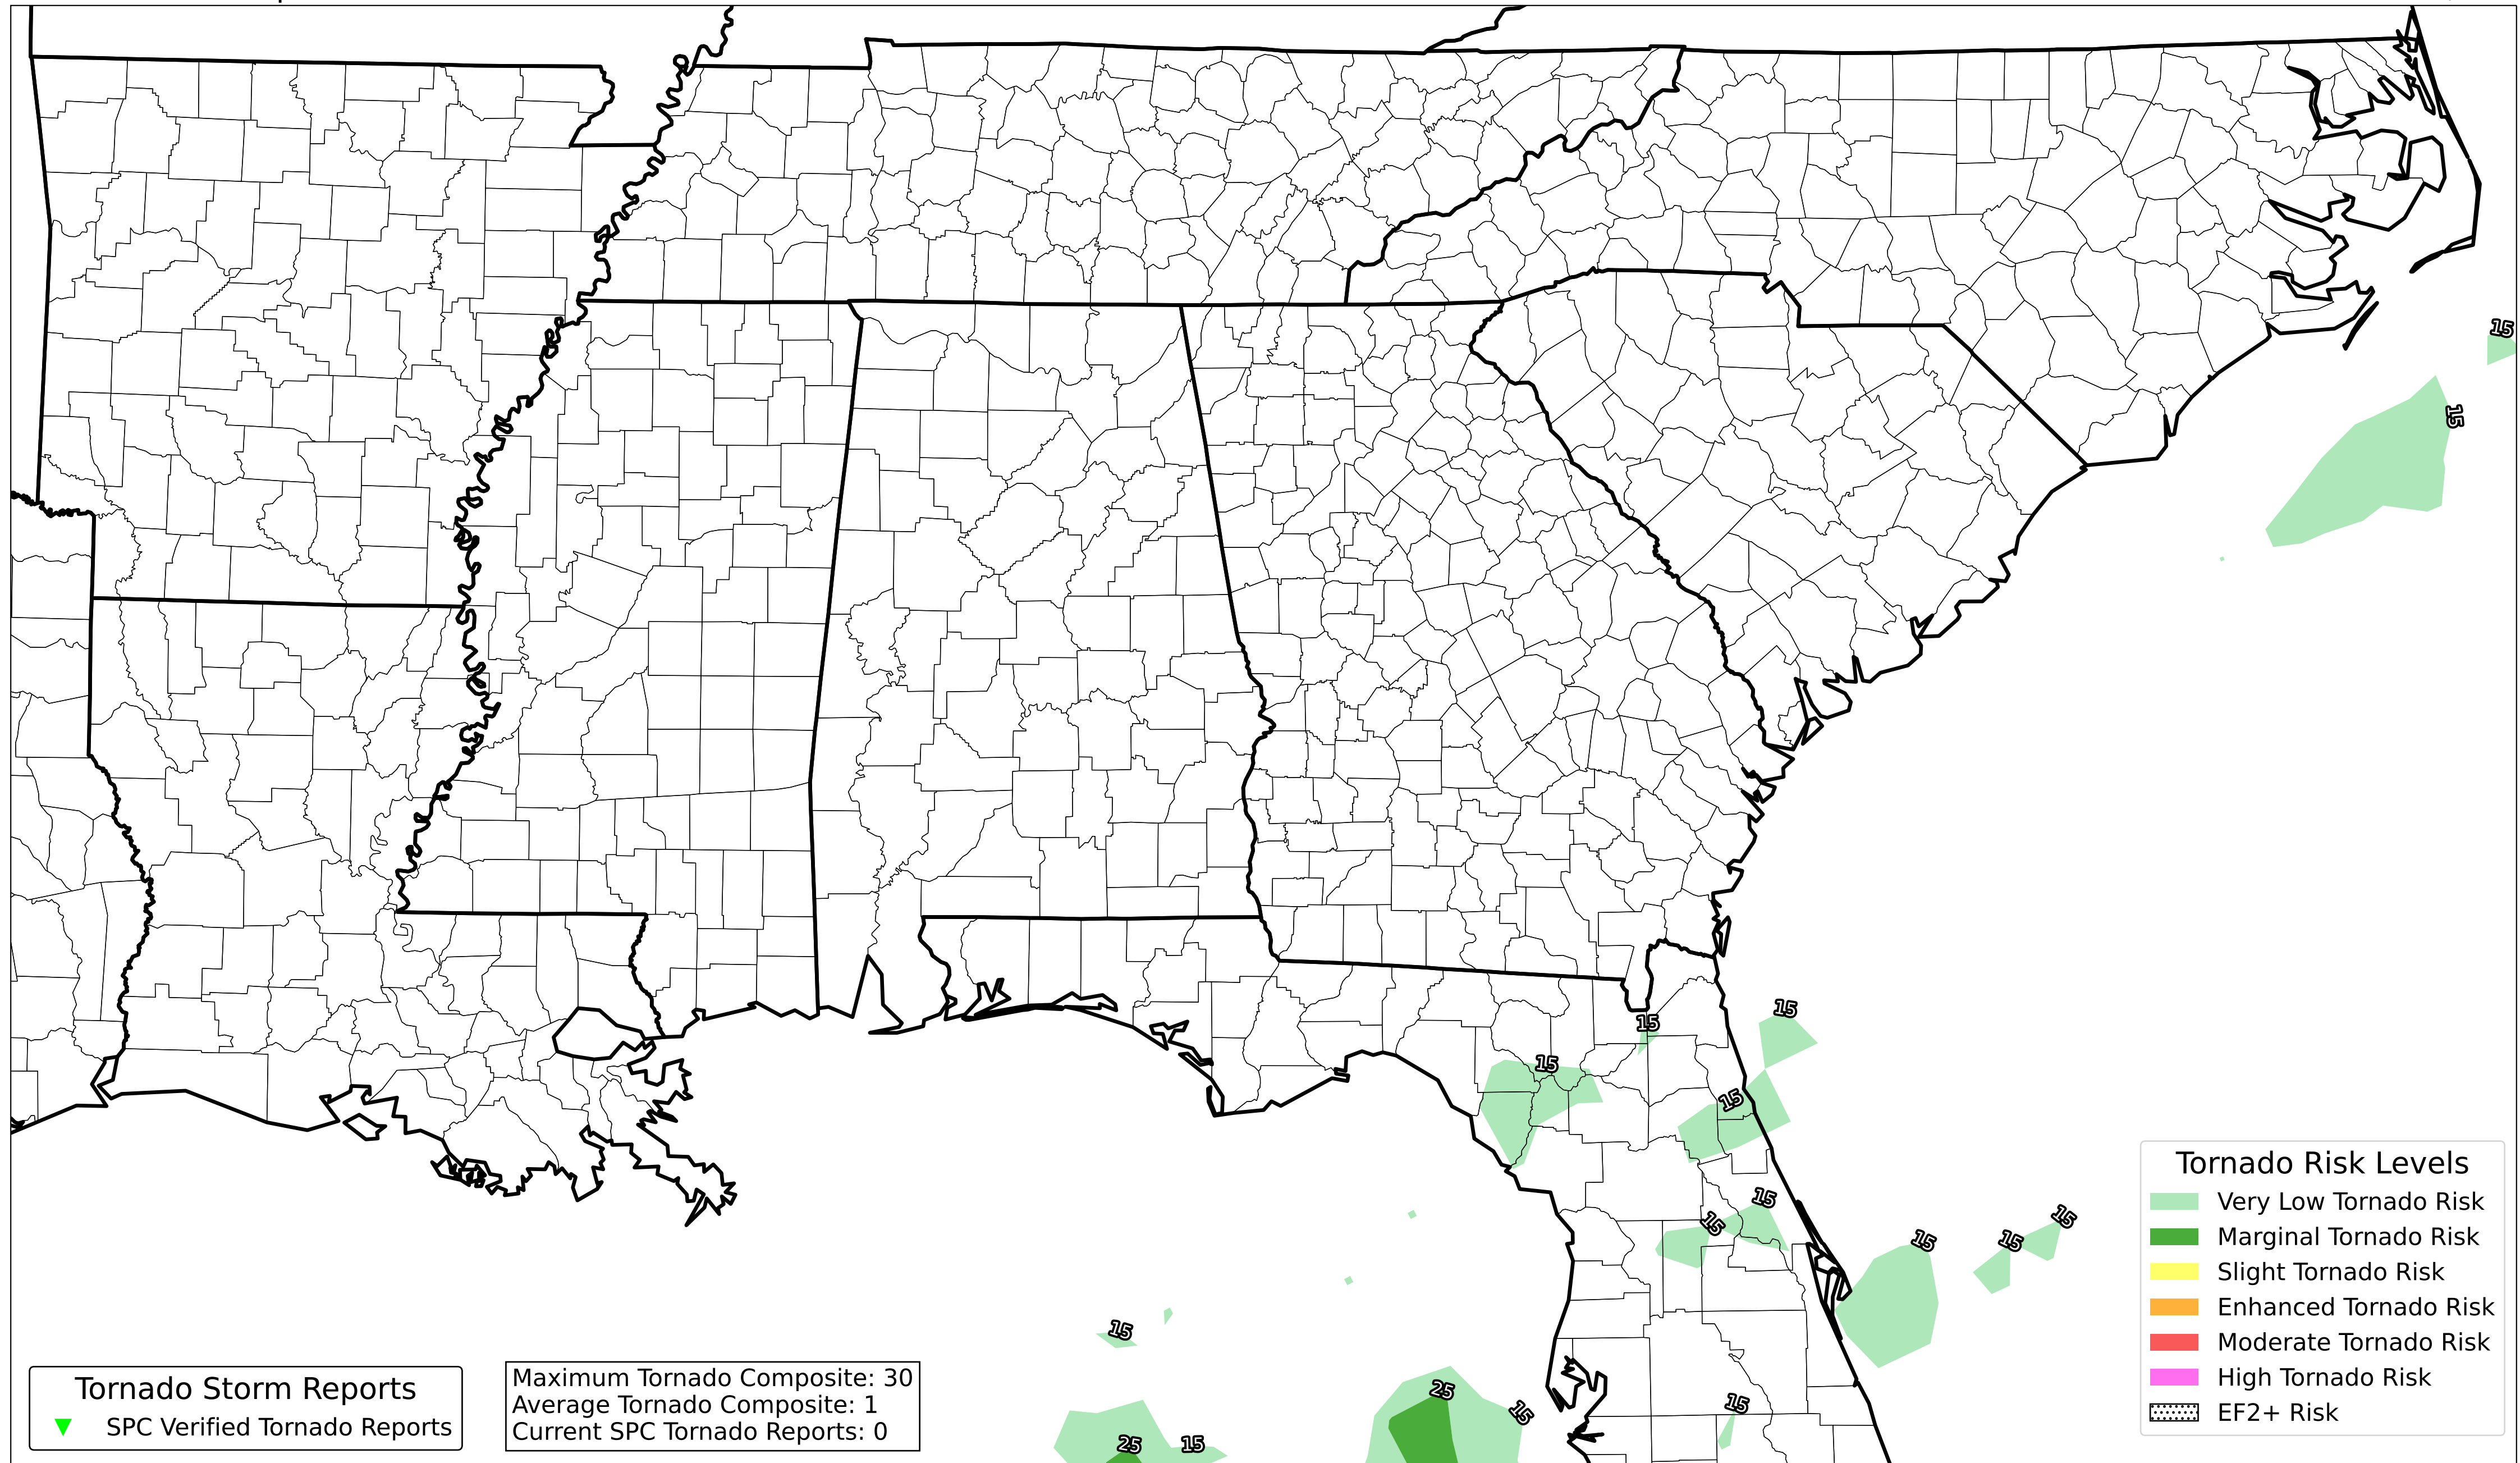 15
15
15
15
15
15
15
15
15
15
15
15
25
15
15
25
15
Tornado Risk Levels
Very Low Tornado Risk
Marginal Tornado Risk
Slight Tornado Risk
Enhanced Tornado Risk
Moderate Tornado Risk
High Tornado Risk
EF2+ Risk
Tornado Storm Reports
SPC Verified Tornado Reports
Maximum Tornado Composite: 30
Average Tornado Composite: 1
Current SPC Tornado Reports: 0